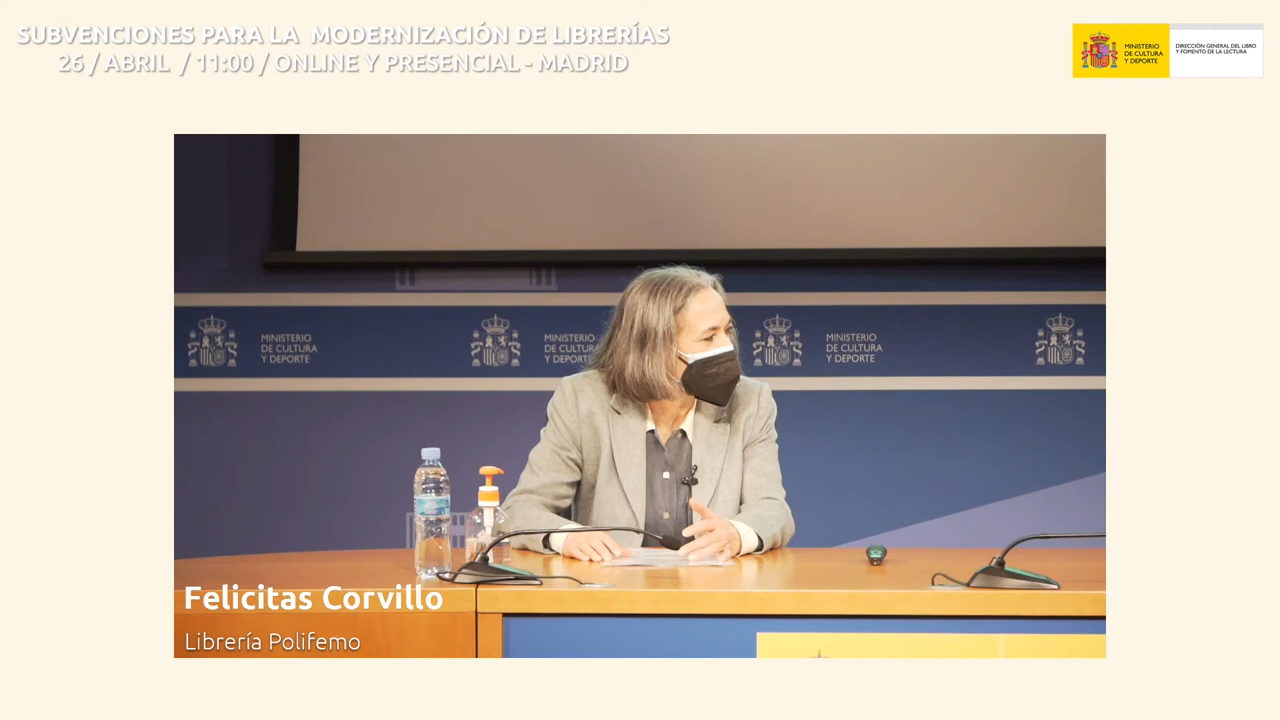 SUBVENCIONES PARA LA MODERNIZACIÓN DE LIBRERÍAS
26 / ABRIL / 11:00 / ONLINE Y PRESENCIAL - MADRID
MINISTERIO
DE CULTURA
Y DEPORTE
DIRECCIÓN GENERAL DEL LIBRO
Y FOMENTO DE LA LECTURA
MINISTERIO
DE CULTURA
Y DEPORTE
MINISTERIO
DE CULTURA
Y DEPORTE
MINISTERIO
DE CULTURA
Y DEPORTE
Felicitas Corvillo
Librería Polifemo